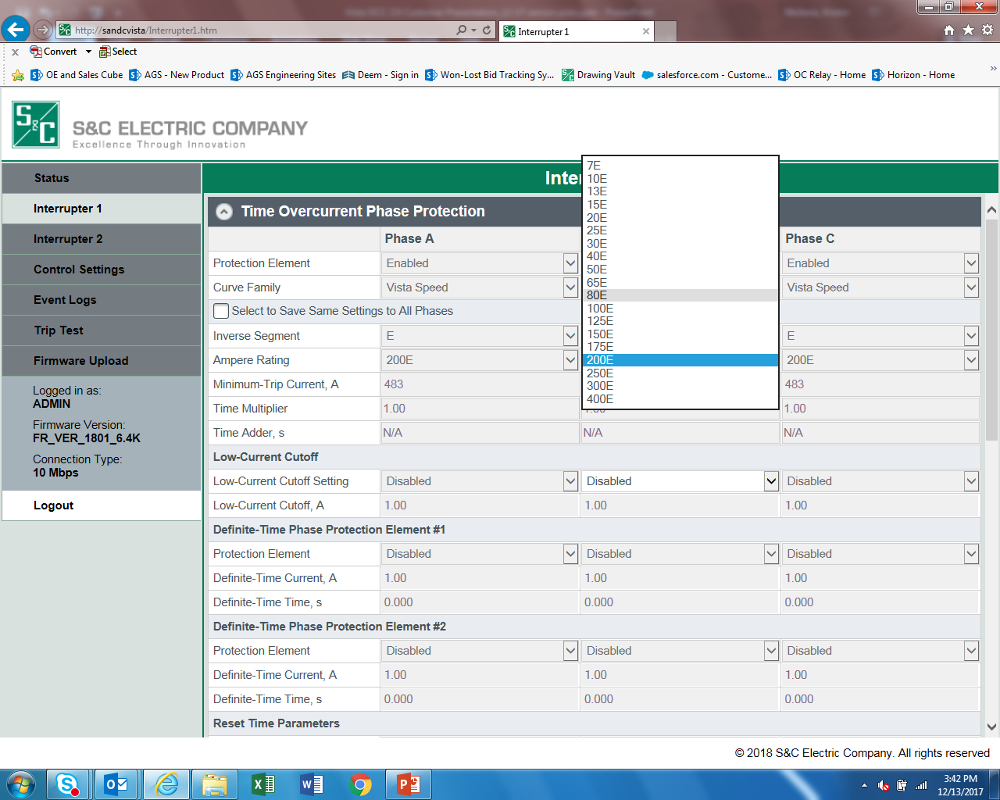 http://sandcvista/Interrupter1.htm
Interrupter 1
Convert
Select
OE and Sales Cube
AGS - New Product
AGS Engineering Sites
Deem - Sign in
Won-Lost Bid Tracking Sy...
Drawing Vault
salesforce.com - Custome...
OC Relay - Home
Horizon - Home
S&C
S&C ELECTRIC COMPANY
Excellence Through Innovation
Status
Interrupter 1
Interrupter 2
Control Settings
Event Logs
Trip Test
Firmware Upload
Logged in as:
ADMIN
Firmware Version:
FR_VER_1801_6.4K
Connection Type:
10 Mbps
Logout
Inte
Time Overcurrent Phase Protection
Phase A Phase C
Protection Element Enabled Enabled
Curve Family Vista Speed Vista Speed
Select to Save Same Settings to All Phases
Inverse Segment E E
Ampere Rating 200E 200E
Minimum-Trip Current, A 483 483
Time Multiplier 1.00 1.00 1.00
Time Adder, s N/A N/A N/A
7E
10E
13E
15E
20E
25E
30E
40E
50E
65E
80E
100E
125E
150E
175E
200E
250E
300E
400E
Low-Current Cutoff
Low-Current Cutoff Setting Disabled Disabled Disabled
Low-Current Cutoff, A 1.00 1.00 1.00
Definite-Time Phase Protection Element #1
Protection Element Disabled Disabled Disabled
Definite-Time Current, A 1.00 1.00 1.00
Definite-Time Time, s 0.000 0.000 0.000
Definite-Time Phase Protection Element #2
Protection Element Disabled Disabled Disabled
Definite-Time Current, A 1.00 1.00 1.00
Definite-Time Time, s 0.000 0.000 0.000
Reset Time Parameters
© 2018 S&C Electric Company. All rights reserved
3:42 PM
12/13/2017